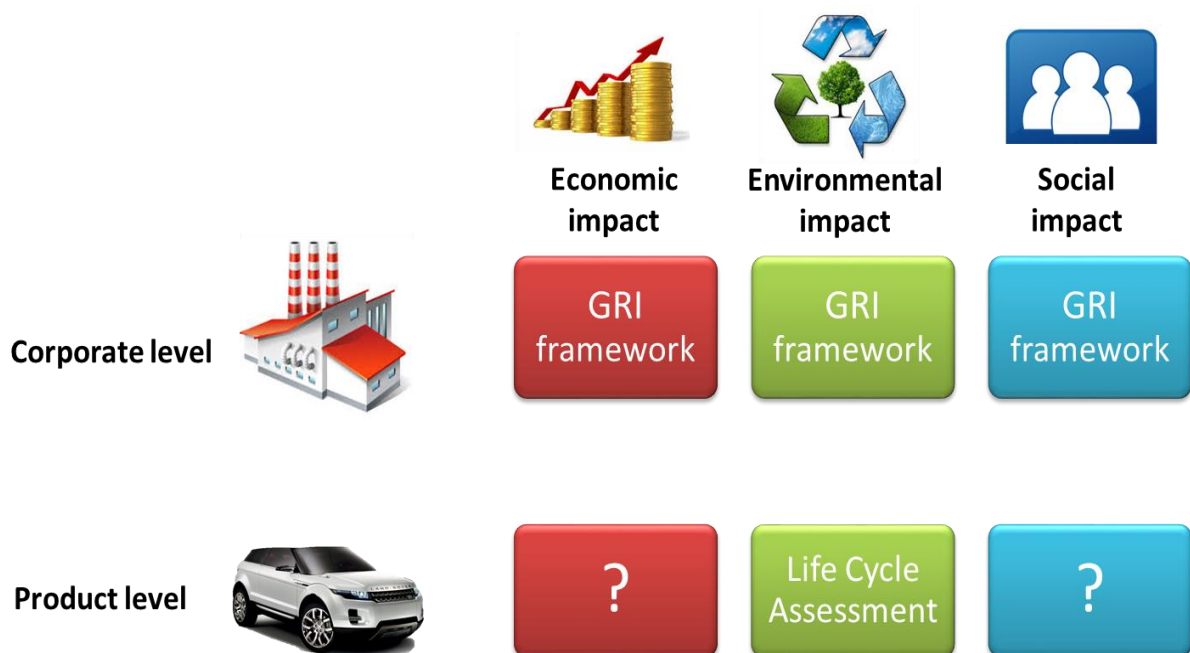 Economic
impact
Environmental
impact
Social
impact
Corporate level
GRI
framework
GRI
framework
GRI
framework
Product level
?
Life Cycle
Assessment
?